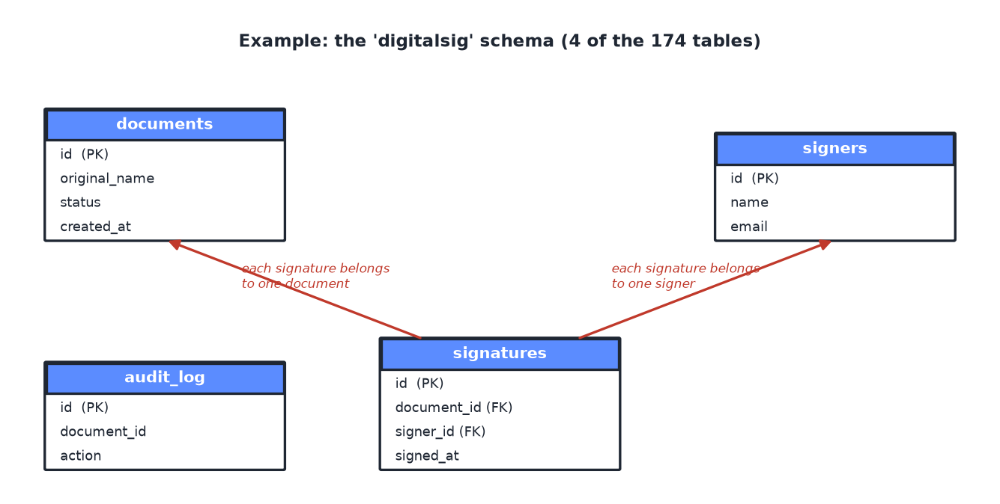 Example: the 'digitalsig' schema (4 of the 174 tables)
documents
id (PK)
original_name
status
created_at
signers
id (PK)
name
email
each signature belongs
to one document
each signature belongs
to one signer
audit_log
id (PK)
document_id
action
signatures
id (PK)
document_id (FK)
signer_id (FK)
signed_at